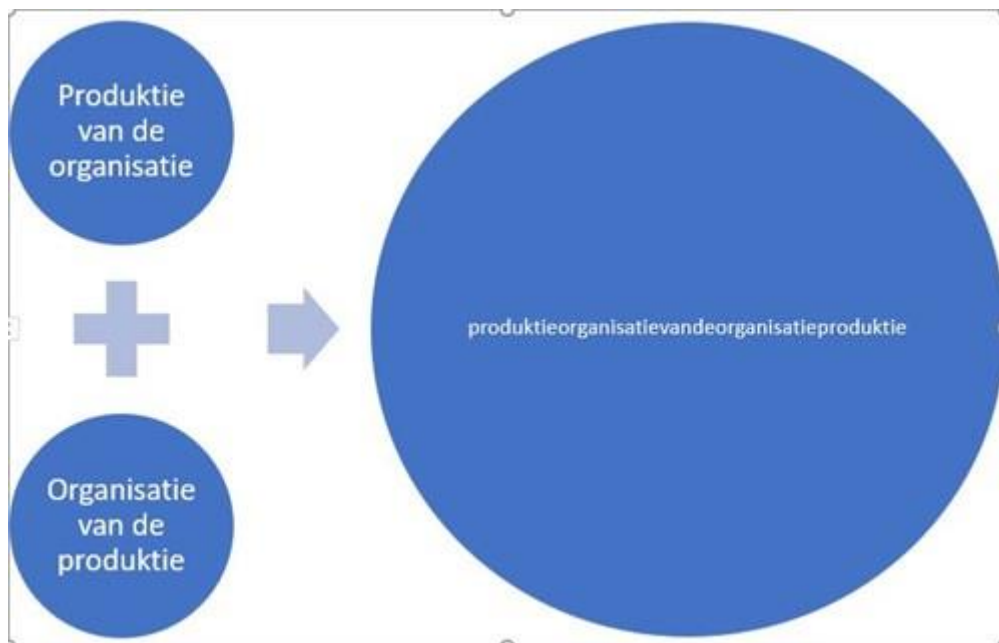 Produktie
van de
organisatie
Organisatie
van de
produktie
produktieorganisatievandeorganisatieproduktie